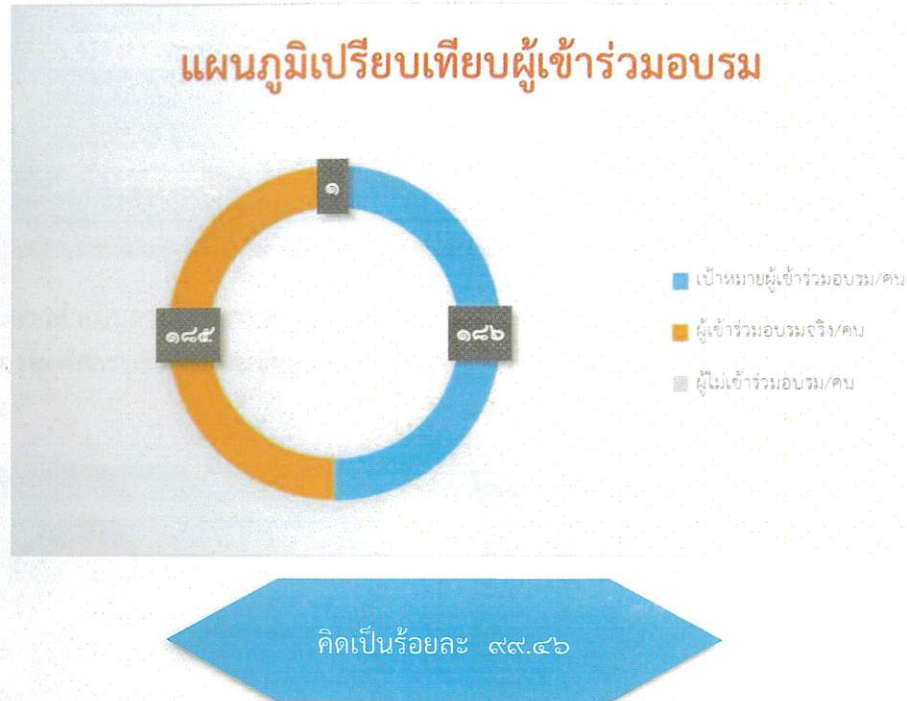 แผนภูมิเปรียบเทียบผู้เข้าร่วมอบรม
๑
๑๘๕
๑๘๖
เป้าหมายผู้เข้าร่วมอบรม/คน
ผู้เข้าร่วมอบรมจริง/คน
ผู้ไม่เข้าร่วมอบรม/คน
คิดเป็นร้อยละ ๙๙.๔๖